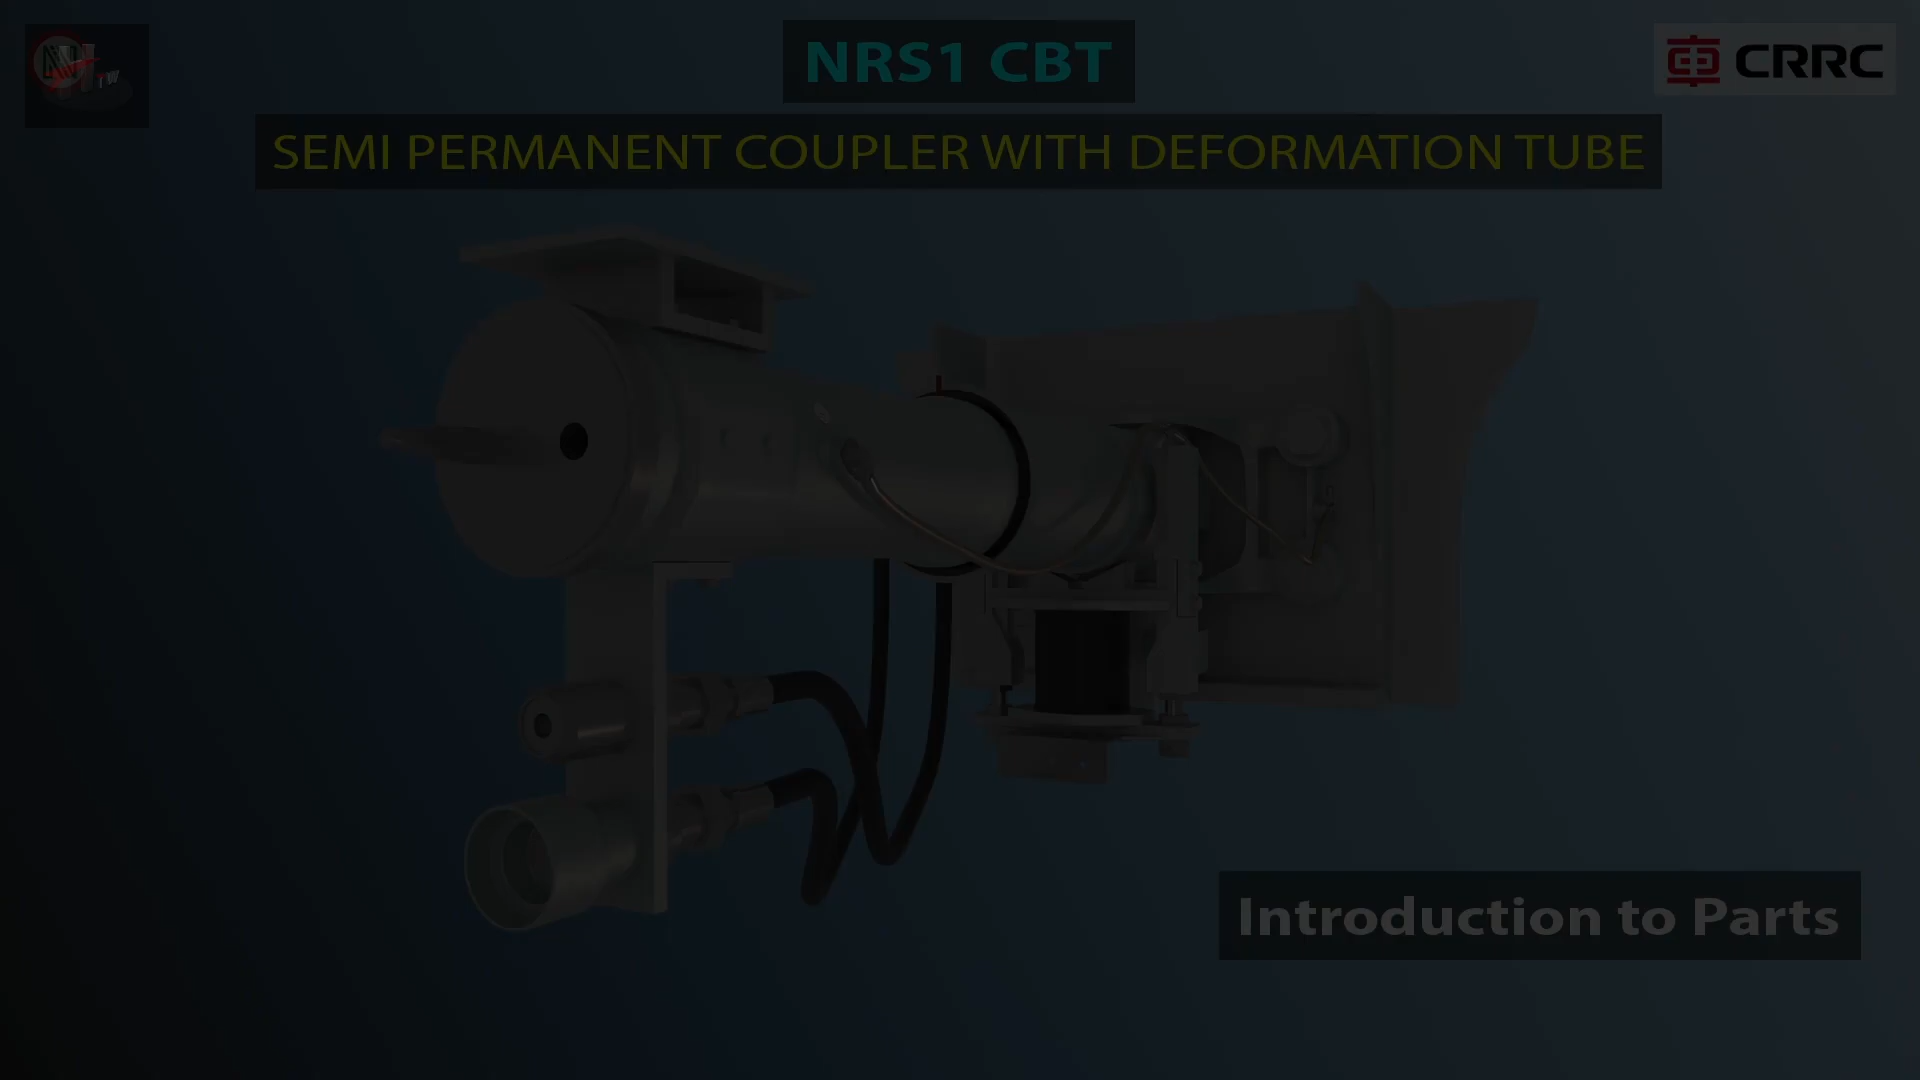 NRS1 CBT
CRRC
SEMI PERMANENT COUPLER WITH DEFORMATION TUBE
Introduction to Parts